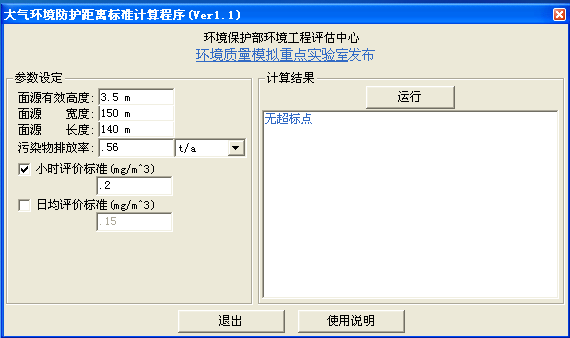 大气环境防护距离标准计算程序(Ver1.1)
环境保护部环境工程评估中心
环境质量模拟重点实验室发布
参数设定
面源有效高度: 3.5 m
面源 宽度: 150 m
面源 长度: 140 m
污染物排放率: .56 t/a
小时评价标准(mg/m^3)
.2
日均评价标准(mg/m^3)
.15
计算结果
运行
无超标点
退出
使用说明